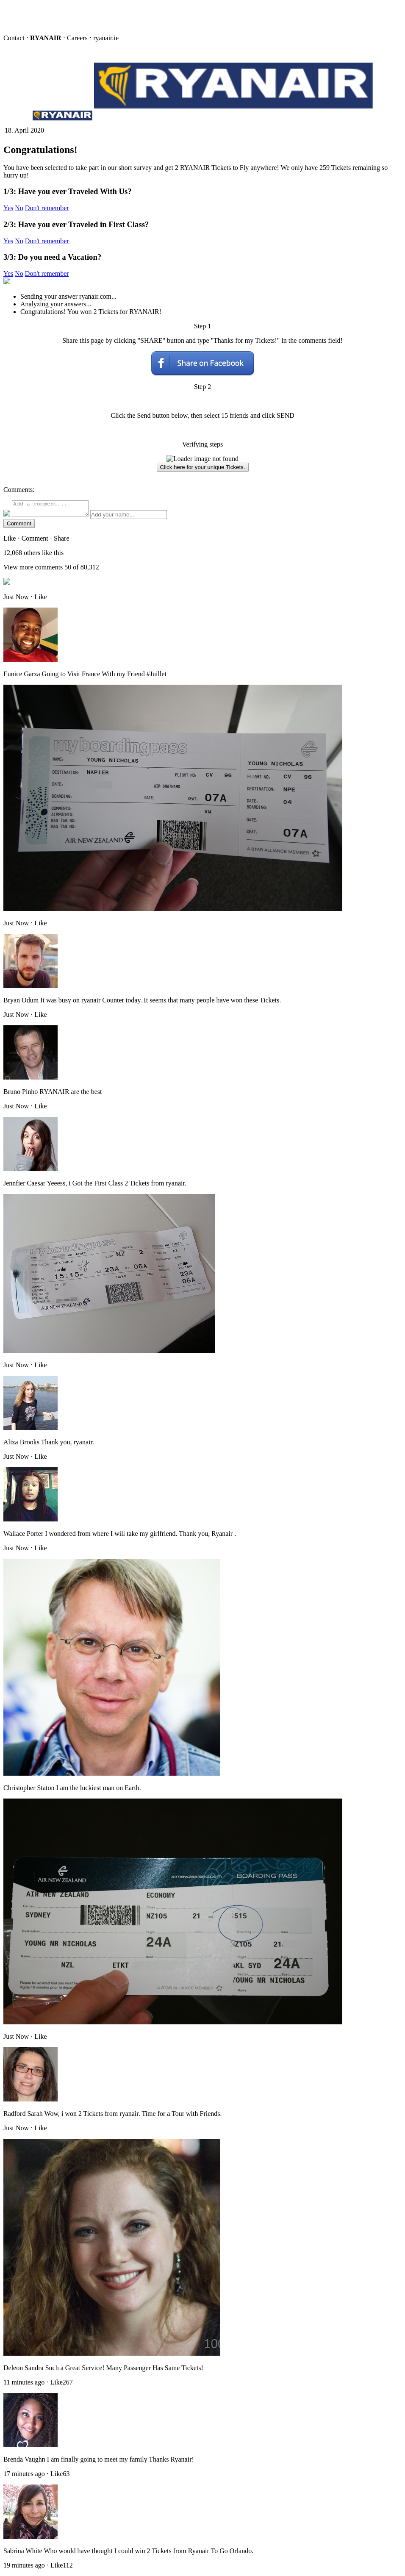 Contact · RYANAIR · Careers · ryanair.ie
RYANAIR
RYANAIR
18. April 2020
Congratulations!
You have been selected to take part in our short survey and get 2 RYANAIR Tickets to Fly anywhere! We only have 259 Tickets remaining so
hurry up!
1/3: Have you ever Traveled With Us?
Yes No Don't remember
2/3: Have you ever Traveled in First Class?
Yes No Don't remember
3/3: Do you need a Vacation?
Yes No Don't remember
Sending your answer ryanair.com...
Analyzing your answers...
Congratulations! You won 2 Tickets for RYANAIR!
Step 1
Share this page by clicking "SHARE" button and type "Thanks for my Tickets!" in the comments field!
f Share on Facebook
Step 2
Click the Send button below, then select 15 friends and click SEND
Verifying steps
Loader image not found
Click here for your unique Tickets.
Comments:
Add a comment...
Add your name...
Comment
Like · Comment · Share
12,068 others like this
View more comments 50 of 80,312
Just Now · Like
Eunice Garza Going to Visit France With my Friend #Juillet
myboardingpass
NAME. YOUNG NICHOLAS
YOUNG NICHOLAS
DESTINATION. NAPIER
FLIGHT NO. CV 96
FLIGHT NO. CV 96
DATE.
DESTINATION. NPE
BOARDING.
SEAT. 07A
BOARDING. 04
SEAT. 07A
AIR NEW ZEALAND
A STAR ALLIANCE MEMBER
Just Now · Like
Bryan Odum It was busy on ryanair Counter today. It seems that many people have won these Tickets.
Just Now · Like
Bruno Pinho RYANAIR are the best
Just Now · Like
Jennfier Caesar Yeeess, i Got the First Class 2 Tickets from ryanair.
myboardingpass
NZ 2
15:15
23A
23A
AIR NEW ZEALAND
Just Now · Like
Aliza Brooks Thank you, ryanair.
Just Now · Like
Wallace Porter I wondered from where I will take my girlfriend. Thank you, Ryanair .
Just Now · Like
Christopher Staton I am the luckiest man on Earth.
AIR NEW ZEALAND
BOARDING PASS
AIR NEW ZEALAND ECONOMY
SYDNEY NZ105 21 1515
YOUNG MR NICHOLAS 24A
NZ105 21
AKL SYD 24A
NZL ETKT
YOUNG MR NICHOLAS
A STAR ALLIANCE MEMBER
Just Now · Like
Radford Sarah Wow, i won 2 Tickets from ryanair. Time for a Tour with Friends.
Just Now · Like
100
Deleon Sandra Such a Great Service! Many Passenger Has Same Tickets!
11 minutes ago · Like267
Brenda Vaughn I am finally going to meet my family Thanks Ryanair!
17 minutes ago · Like63
Sabrina White Who would have thought I could win 2 Tickets from Ryanair To Go Orlando.
19 minutes ago · Like112